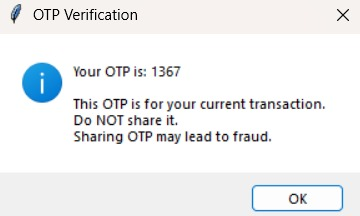 OTP Verification
Your OTP is: 1367
This OTP is for your current transaction.
Do NOT share it.
Sharing OTP may lead to fraud.
OK